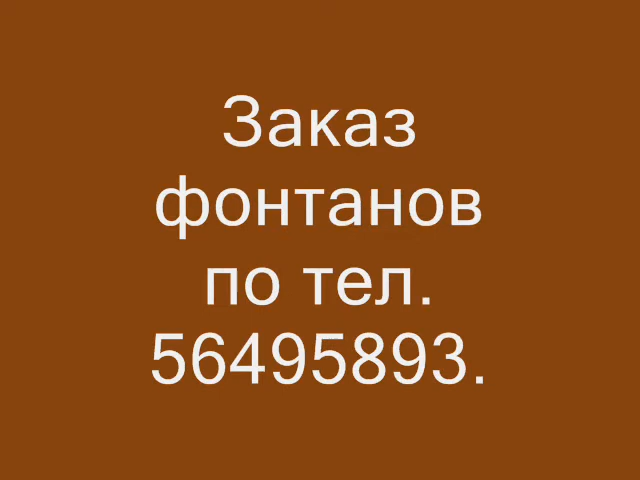 Заказ
фонтанов
по тел.
56495893.